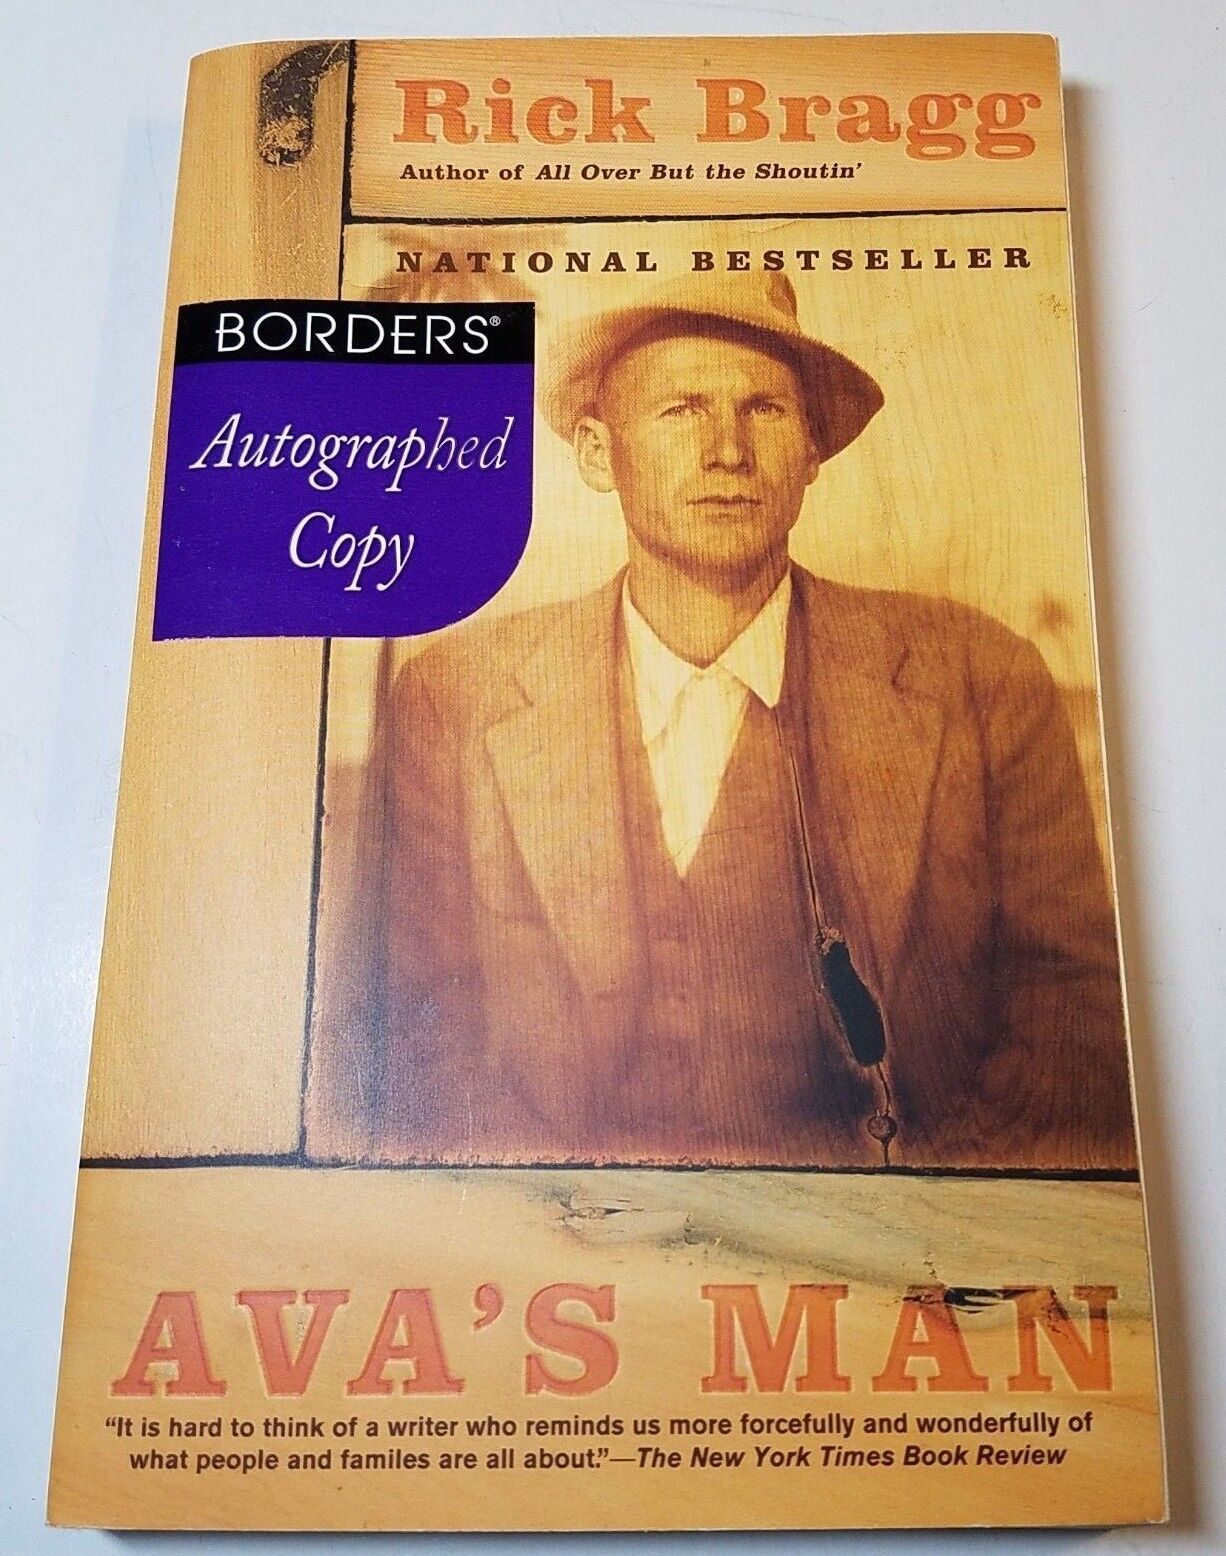 Rick Bragg
Author of All Over But the Shoutin'
NATIONAL BESTSELLER
BORDERS®
Autographed
Copy
AVA'S MAN
“It is hard to think of a writer who reminds us more forcefully and wonderfully of
what people and familes are all about.”—The New York Times Book Review